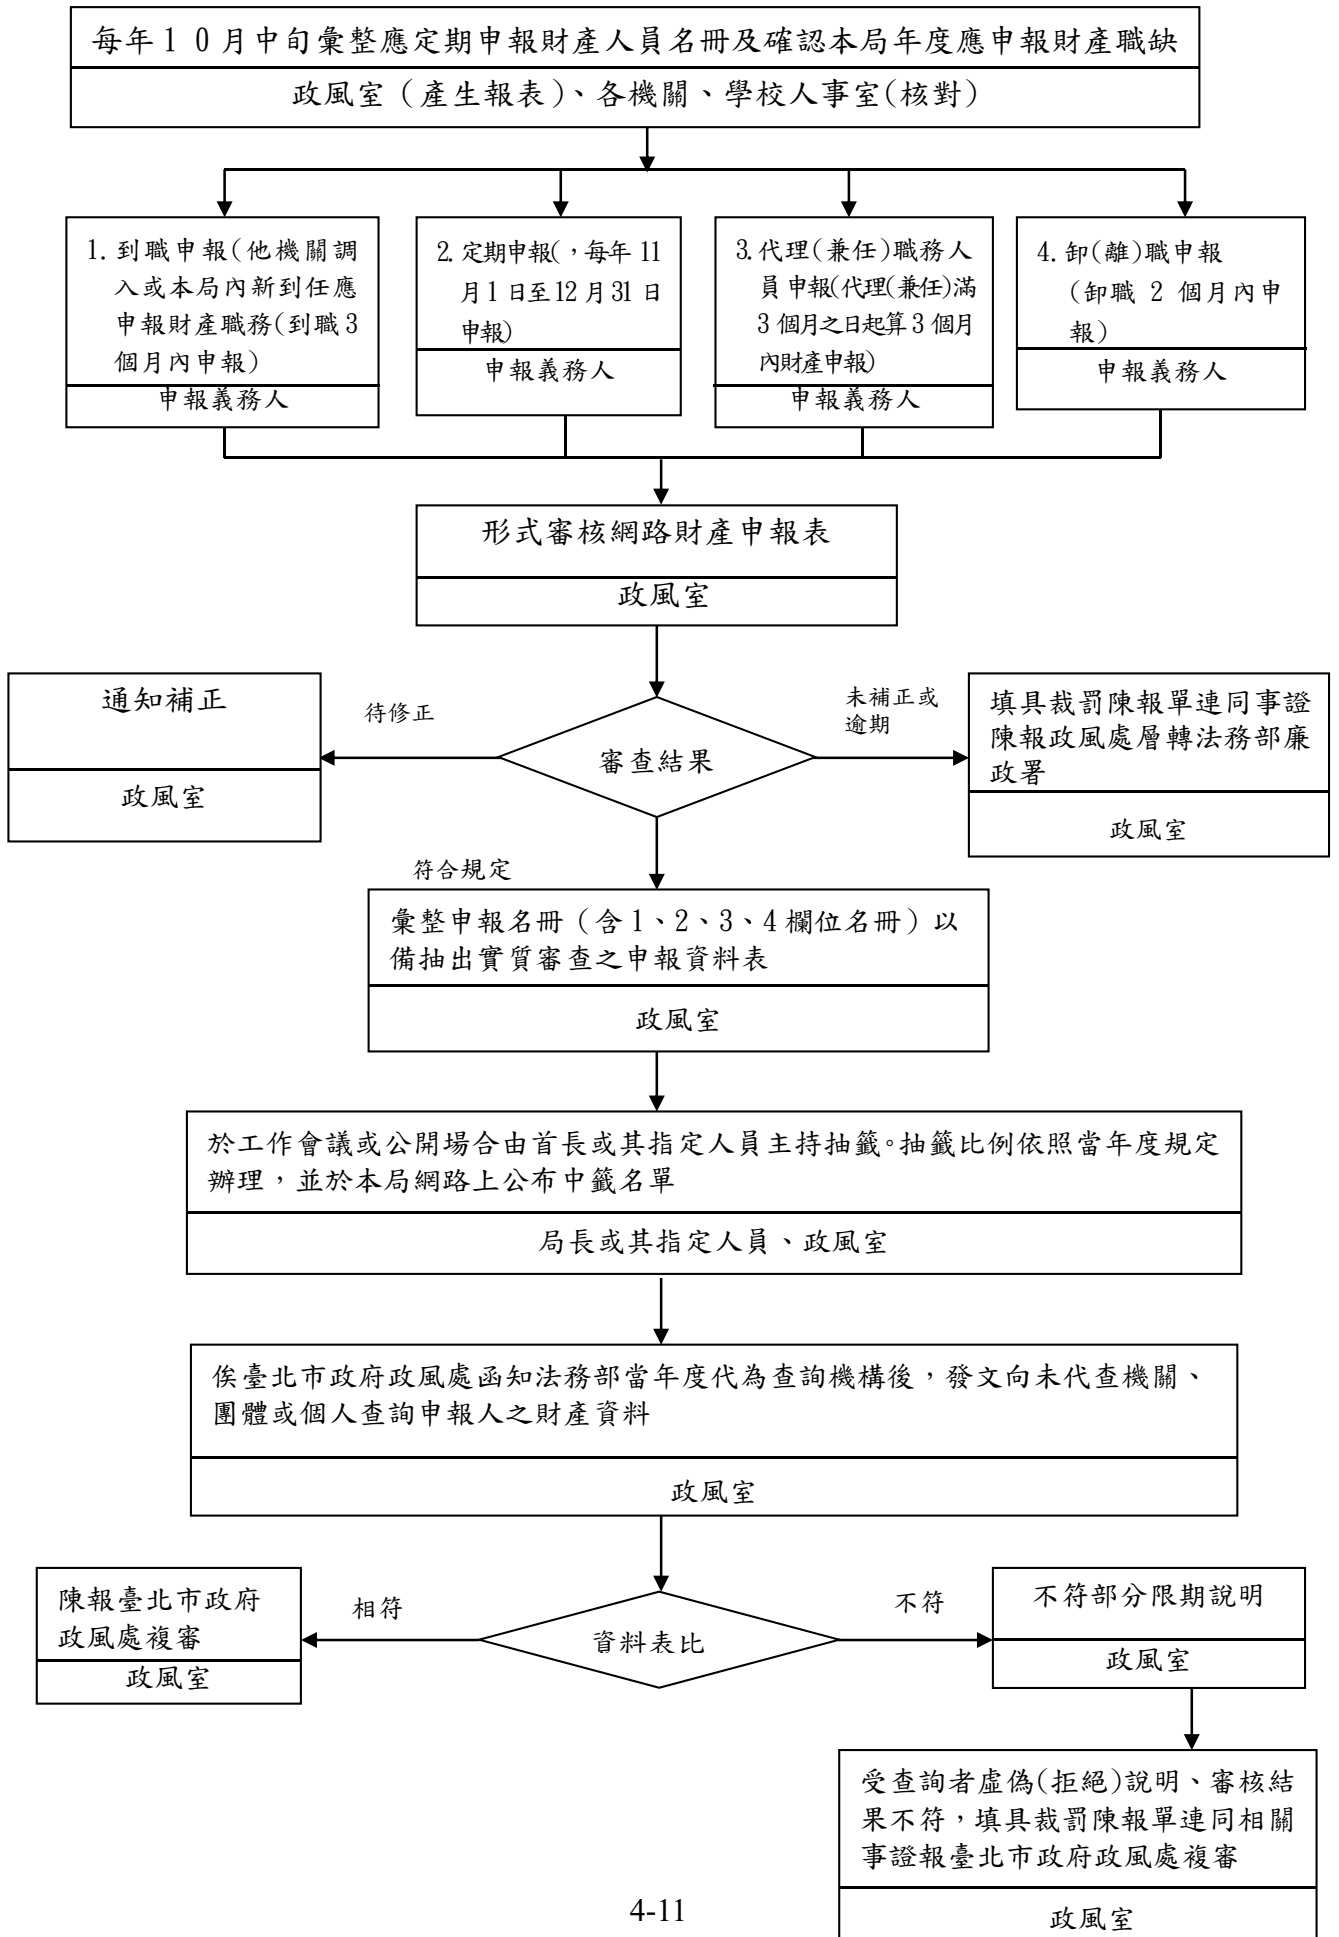 每年１０月中旬彙整應定期申報財產人員名冊及確認本局年度應申報財產職缺
政風室（產生報表）、各機關、學校人事室(核對)
1. 到職申報(他機關調
入或本局內新到任應
申報財產職務(到職3
個月內申報)
申報義務人
2. 定期申報(，每年 11
月1 日至12 月31 日
申報)
申報義務人
3. 代理(兼任)職務人
員申報(代理(兼任)滿
3 個月之日起算 3 個月
內財產申報)
申報義務人
4. 卸(離)職申報
(卸職 2 個月內申
報)
申報義務人
形式審核網路財產申報表
政風室
通知補正
政風室
待修正
審查結果
未補正或
逾期
填具裁罰陳報單連同事證
陳報政風處層轉法務部廉
政署
政風室
符合規定
彙整申報名冊（含1、2、3、4 欄位名冊）以
備抽出實質審查之申報資料表
政風室
於工作會議或公開場合由首長或其指定人員主持抽籤。抽籤比例依照當年度規定
辦理，並於本局網路上公布中籤名單
局長或其指定人員、政風室
俟臺北市政府政風處函知法務部當年度代為查詢機構後，發文向未代查機關、
團體或個人查詢申報人之財產資料
政風室
陳報臺北市政府
政風處複審
政風室
相符
資料表比
不符
不符部分限期說明
政風室
受查詢者虛偽(拒絕)說明、審核結
果不符，填具裁罰陳報單連同相關
事證報臺北市政府政風處複審
政風室
4-11